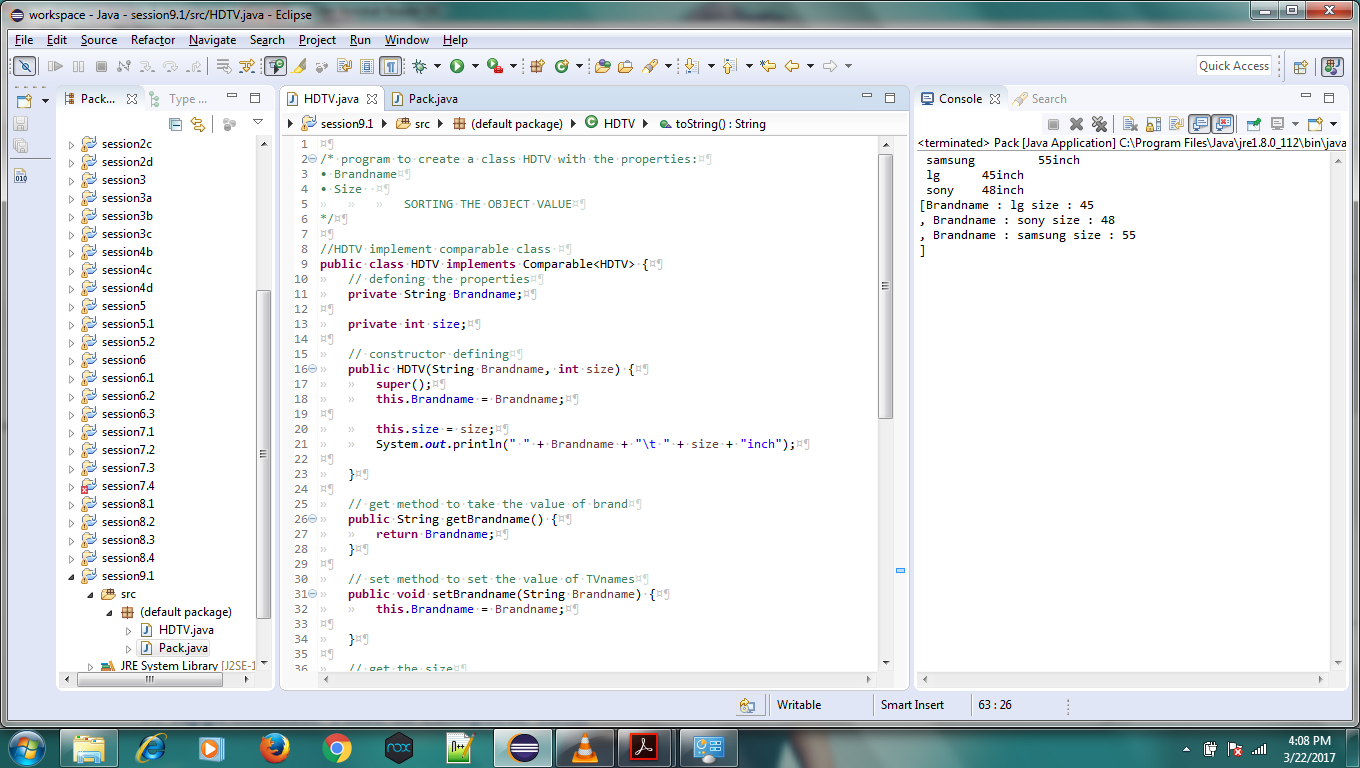 workspace - Java - session9.1/src/HDTV.java - Eclipse
File Edit Source Refactor Navigate Search Project Run Window Help
Quick Access
Pack...
Type ...
session2c
session2d
session3
session3a
session3b
session3c
session4b
session4c
session4d
session5
session5.1
session5.2
session6
session6.1
session6.2
session6.3
session7.1
session7.2
session7.3
session7.4
session8.1
session8.2
session8.3
session8.4
session9.1
src
(default package)
HDTV.java
Pack.java
JRE System Library [J2SE-1
HDTV.java Pack.java
session9.1 src (default package) HDTV toString() : String
1 ¤¶
2 /* program to create a class HDTV with the properties:¤¶
3 • Brandname¤¶
4 • Size ¤¶
5 » » » SORTING THE OBJECT VALUE¤¶
6 */¤¶
7 ¤¶
8 //HDTV implement comparable class ¤¶
9 public class HDTV implements Comparable<HDTV> {¤¶
10 » // defoning the properties¤¶
11 » private String Brandname;¤¶
12 ¤¶
13 » private int size;¤¶
14 ¤¶
15 » // constructor defining¤¶
16 » public HDTV(String Brandname, int size) {¤¶
17 » » super();¤¶
18 » » this.Brandname = Brandname;¤¶
19 ¤¶
20 » » this.size = size;¤¶
21 » » System.out.println(" " + Brandname + "\t " + size + "inch");¤¶
22 ¤¶
23 » }¤¶
24 ¤¶
25 » // get method to take the value of brand¤¶
26 » public String getBrandname() {¤¶
27 » » return Brandname;¤¶
28 » }¤¶
29 ¤¶
30 » // set method to set the value of TVnames¤¶
31 » public void setBrandname(String Brandname) {¤¶
32 » » this.Brandname = Brandname;¤¶
33 ¤¶
34 » }¤¶
35 ¤¶
36 » // get the size¤¶
Console Search
<terminated> Pack [Java Application] C:\Program Files\Java\jre1.8.0_112\bin\java
samsung 55inch
lg 45inch
sony 48inch
[Brandname : lg size : 45
, Brandname : sony size : 48
, Brandname : samsung size : 55
]
Writable Smart Insert 63 : 26
nox
4:08 PM
3/22/2017